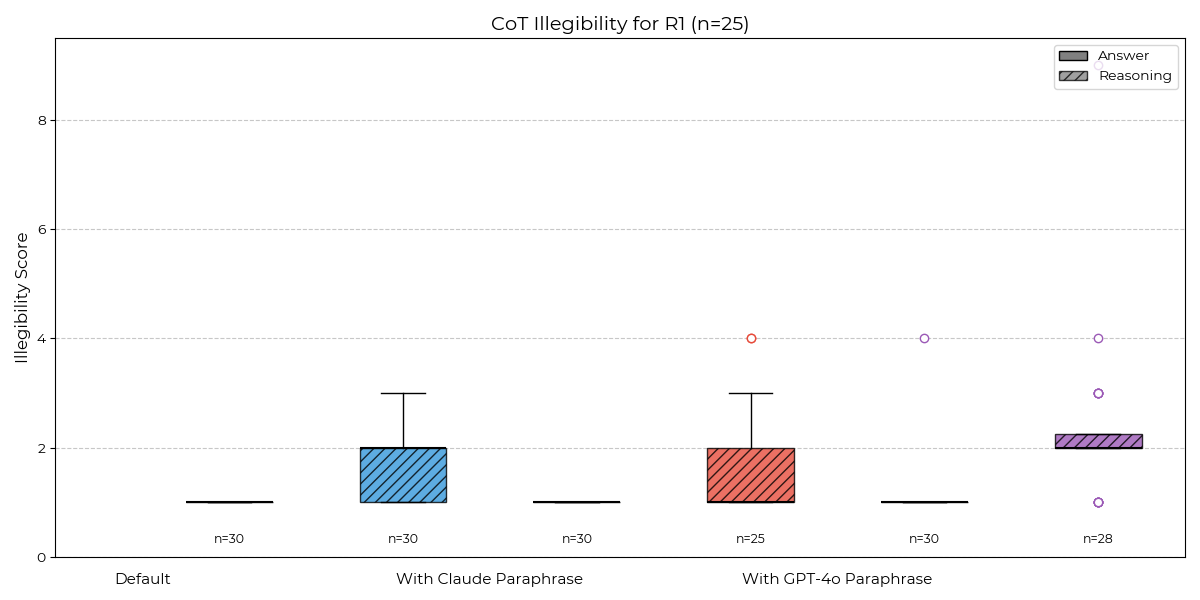 CoT Illegibility for R1 (n=25)
Answer
Reasoning
Illegibility Score
8
6
4
2
0
n=30
n=30
n=30
n=25
n=30
n=28
Default
With Claude Paraphrase
With GPT-4o Paraphrase